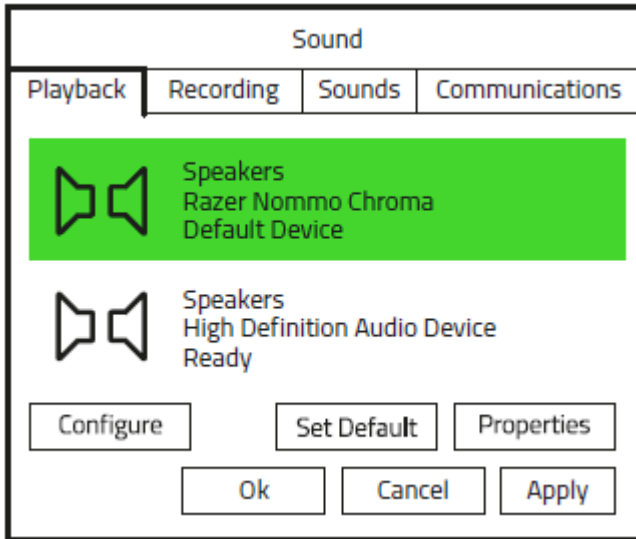 Sound
Playback Recording Sounds Communications
Speakers
Razer Nommo Chroma
Default Device
Speakers
High Definition Audio Device
Ready
Configure Set Default Properties
Ok Cancel Apply